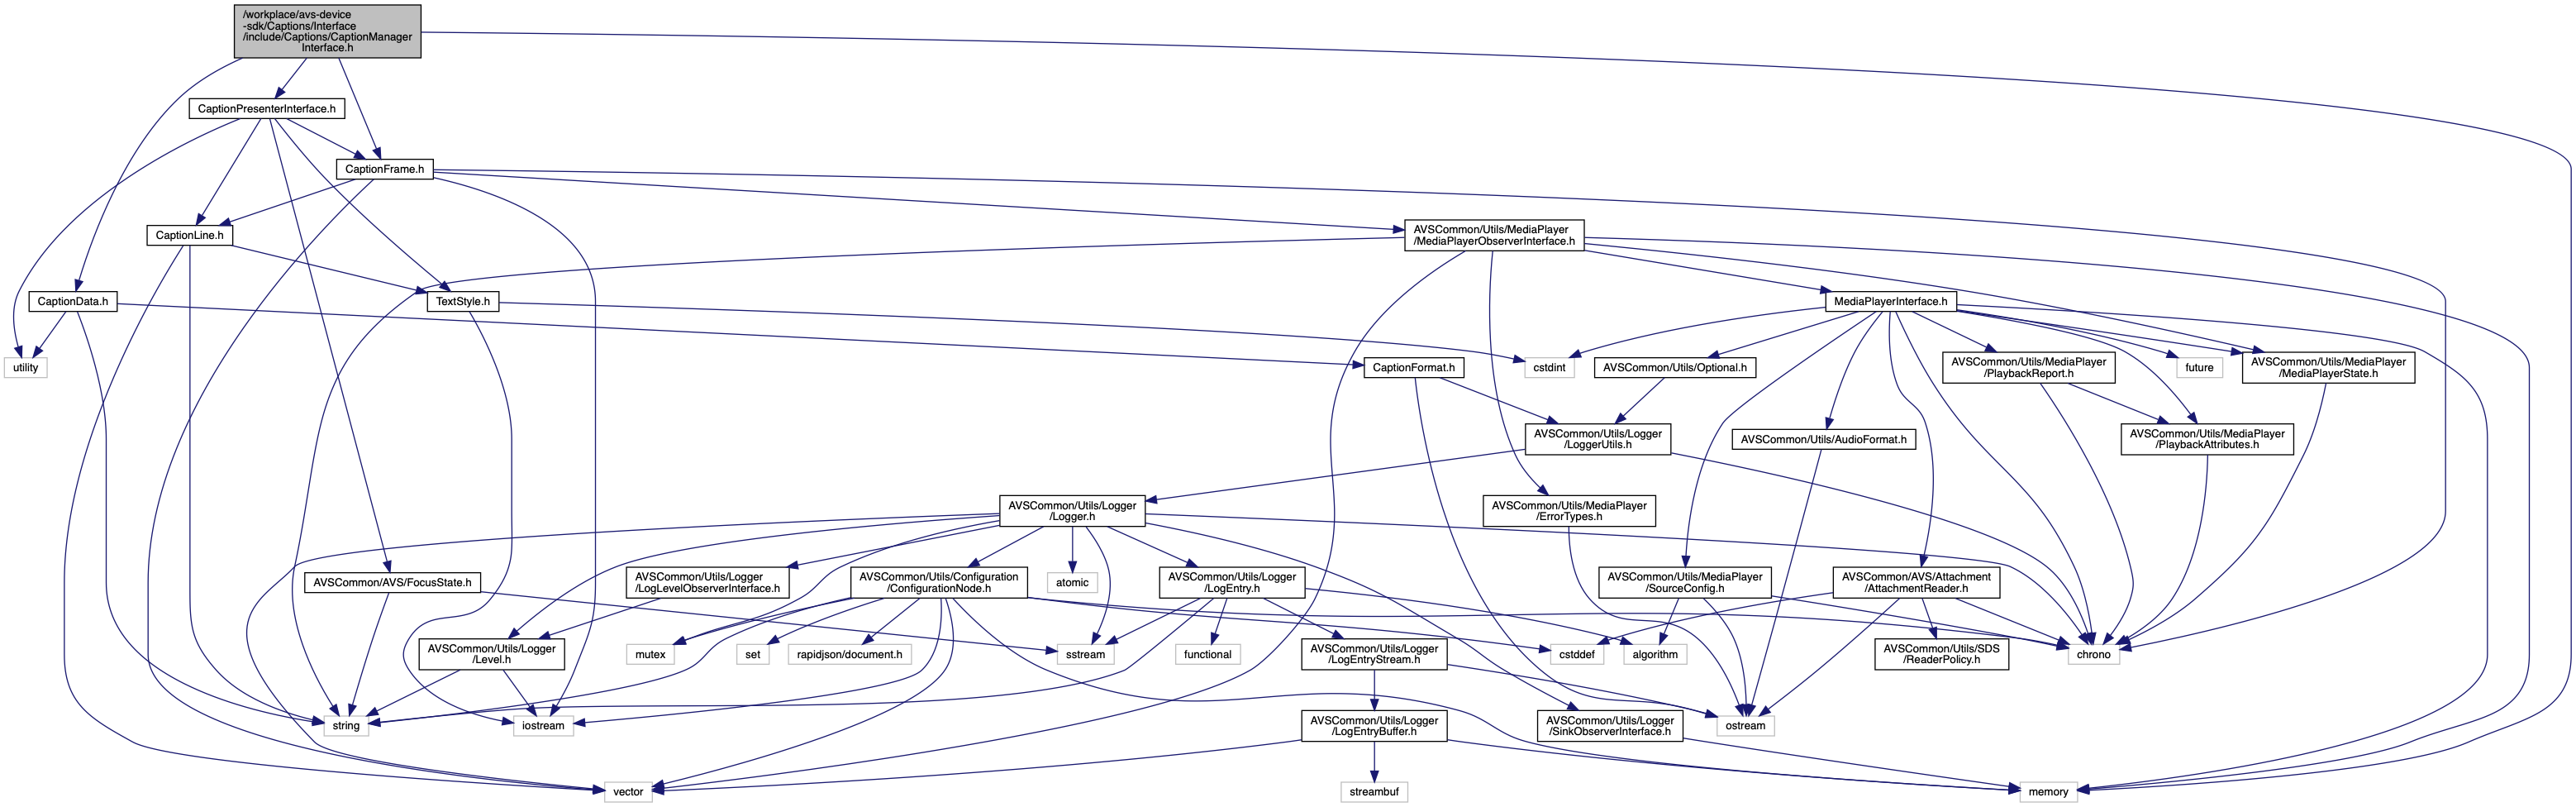 /workplace/avs-device
-sdk/Captions/Interface
/include/Captions/CaptionManager
Interface.h
CaptionPresenterInterface.h
CaptionFrame.h
CaptionLine.h
AVSCommon/Utils/MediaPlayer
/MediaPlayerObserverInterface.h
CaptionData.h
TextStyle.h
MediaPlayerInterface.h
utility
CaptionFormat.h
cstdint
AVSCommon/Utils/Optional.h
AVSCommon/Utils/MediaPlayer
/PlaybackReport.h
future
AVSCommon/Utils/MediaPlayer
/MediaPlayerState.h
AVSCommon/Utils/Logger
/LoggerUtils.h
AVSCommon/Utils/AudioFormat.h
AVSCommon/Utils/MediaPlayer
/PlaybackAttributes.h
AVSCommon/Utils/Logger
/Logger.h
AVSCommon/Utils/MediaPlayer
/ErrorTypes.h
AVSCommon/AVS/FocusState.h
AVSCommon/Utils/Logger
/LogLevelObserverInterface.h
AVSCommon/Utils/Configuration
/ConfigurationNode.h
atomic
AVSCommon/Utils/Logger
/LogEntry.h
AVSCommon/Utils/MediaPlayer
/SourceConfig.h
AVSCommon/AVS/Attachment
/AttachmentReader.h
AVSCommon/Utils/Logger
/Level.h
mutex
set
rapidjson/document.h
sstream
functional
AVSCommon/Utils/Logger
/LogEntryStream.h
cstddef
algorithm
AVSCommon/Utils/SDS
/ReaderPolicy.h
chrono
string
iostream
AVSCommon/Utils/Logger
/LogEntryBuffer.h
AVSCommon/Utils/Logger
/SinkObserverInterface.h
ostream
vector
streambuf
memory